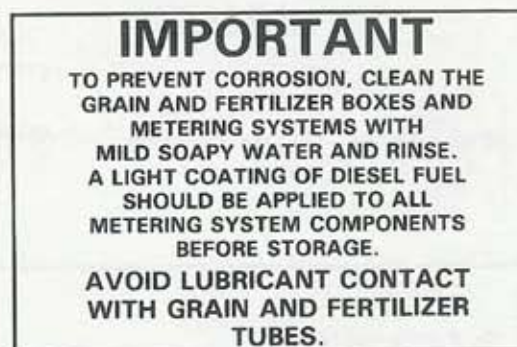 IMPORTANT
TO PREVENT CORROSION, CLEAN THE
GRAIN AND FERTILIZER BOXES AND
METERING SYSTEMS WITH
MILD SOAPY WATER AND RINSE.
A LIGHT COATING OF DIESEL FUEL
SHOULD BE APPLIED TO ALL
METERING SYSTEM COMPONENTS
BEFORE STORAGE.
AVOID LUBRICANT CONTACT
WITH GRAIN AND FERTILIZER
TUBES.